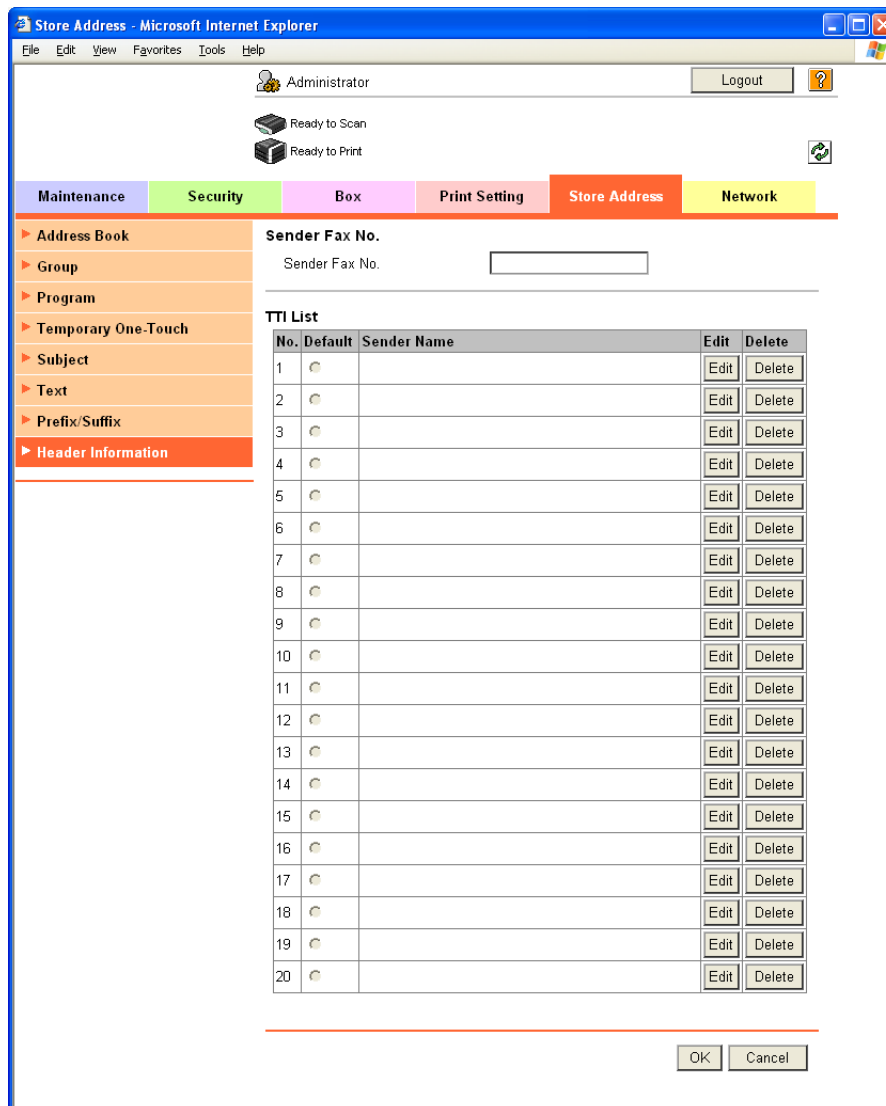 Store Address - Microsoft Internet Explorer
File Edit View Favorites Tools Help
Administrator Logout ?
Ready to Scan
Ready to Print
Maintenance Security Box Print Setting Store Address Network
Address Book
Group
Program
Temporary One-Touch
Subject
Text
Prefix/Suffix
Header Information
Sender Fax No.
Sender Fax No.
TTI List
No. Default Sender Name Edit Delete
1 Edit Delete
2 Edit Delete
3 Edit Delete
4 Edit Delete
5 Edit Delete
6 Edit Delete
7 Edit Delete
8 Edit Delete
9 Edit Delete
10 Edit Delete
11 Edit Delete
12 Edit Delete
13 Edit Delete
14 Edit Delete
15 Edit Delete
16 Edit Delete
17 Edit Delete
18 Edit Delete
19 Edit Delete
20 Edit Delete
OK Cancel